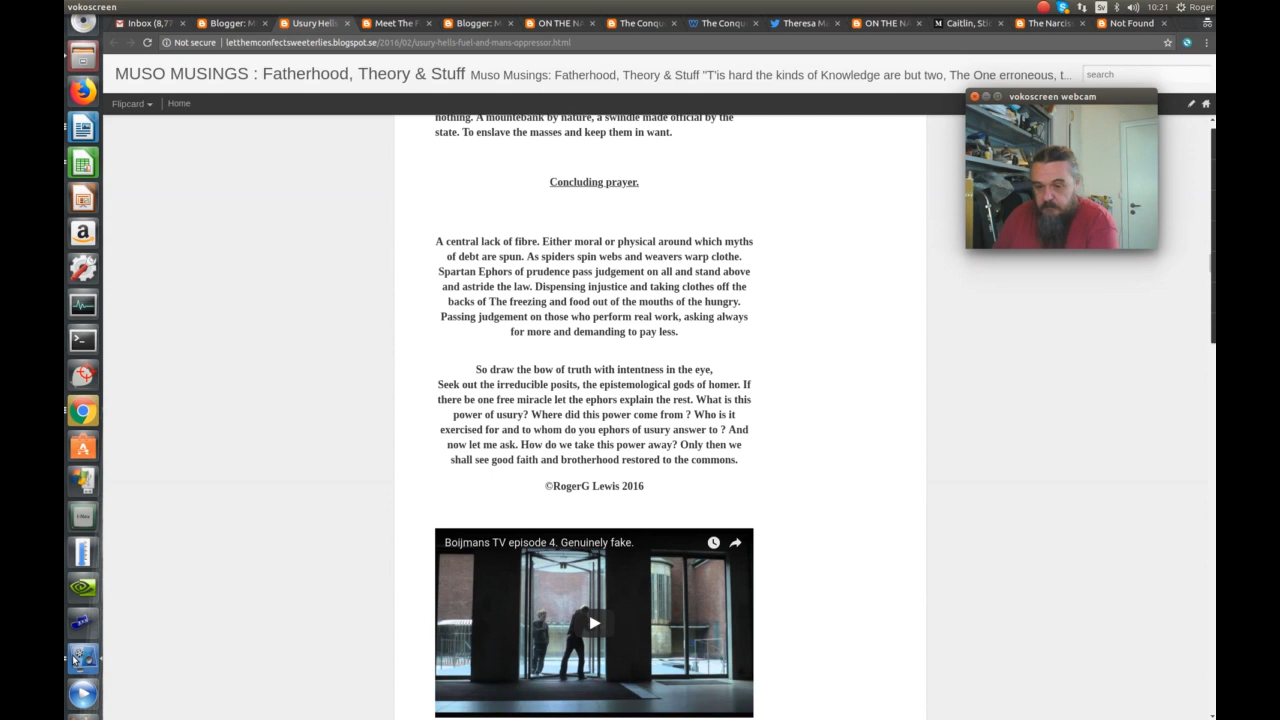 vokoscreen
Sv
10:21
Roger
Inbox (8,77
Blogger: M
Usury Hells
Meet The F
Blogger: M
ON THE NA
The Conqu
The Conqu
Theresa Ma
ON THE NA
Caitlin, Sti
The Narcis
Not Found
Not secure
letthemconfectsweeterlies.blogspot.se/2016/02/usury-hells-fuel-and-mans-oppressor.html
MUSO MUSINGS : Fatherhood, Theory & Stuff
Muso Musings: Fatherhood, Theory & Stuff "T'is hard the kinds of Knowledge are but two, The One erroneous, t...
search
Flipcard
Home
vokoscreen webcam
nothing. A mountebank by nature, a swindle made official by the
state. To enslave the masses and keep them in want.
Concluding prayer.
A central lack of fibre. Either moral or physical around which myths
of debt are spun. As spiders spin webs and weavers warp clothe.
Spartan Ephors of prudence pass judgement on all and stand above
and astride the law. Dispensing injustice and taking clothes off the
backs of The freezing and food out of the mouths of the hungry.
Passing judgement on those who perform real work, asking always
for more and demanding to pay less.
So draw the bow of truth with intentness in the eye,
Seek out the irreducible posits, the epistemological gods of homer. If
there be one free miracle let the ephors explain the rest. What is this
power of usury? Where did this power come from ? Who is it
exercised for and to whom do you ephors of usury answer to ? And
now let me ask. How do we take this power away? Only then we
shall see good faith and brotherhood restored to the commons.
©RogerG Lewis 2016
Boijmans TV episode 4. Genuinely fake.